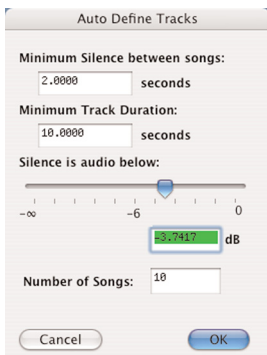 Auto Define Tracks
Minimum Silence between songs:
2.0000 seconds
Minimum Track Duration:
10.0000 seconds
Silence is audio below:
-∞ -6 0
-3.7417 dB
Number of Songs: 10
Cancel OK